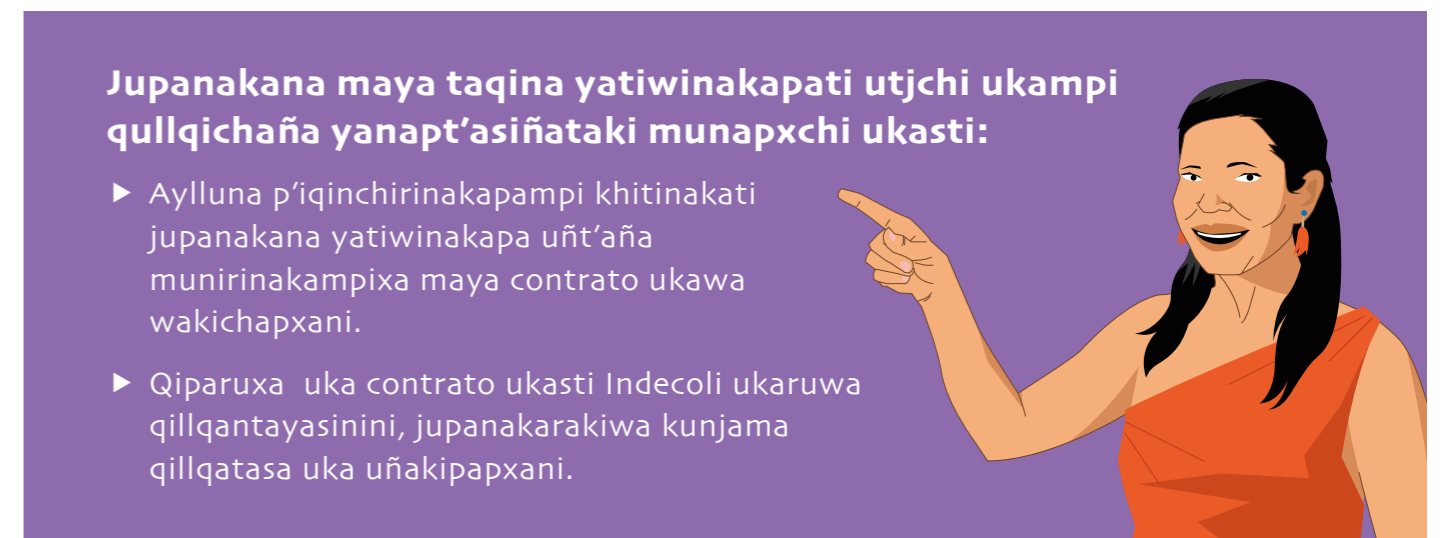 Jupanakana maya taqina yatiwinakapati utjchi ukampi
qullqichaña yanapt’asiñataki munapxchi ukasti:
▶ Aylluna p’iqinchirinakapampi khitinakati
jupanakana yatiwinakapa uñt’aña
munirinakampixa maya contrato ukawa
wakichapxani.
▶ Qiparuxa uka contrato ukasti Indecoli ukaruwa
qillqantayasinini, jupanakarakiwa kunjama
qillqatasa uka uñakipapxani.